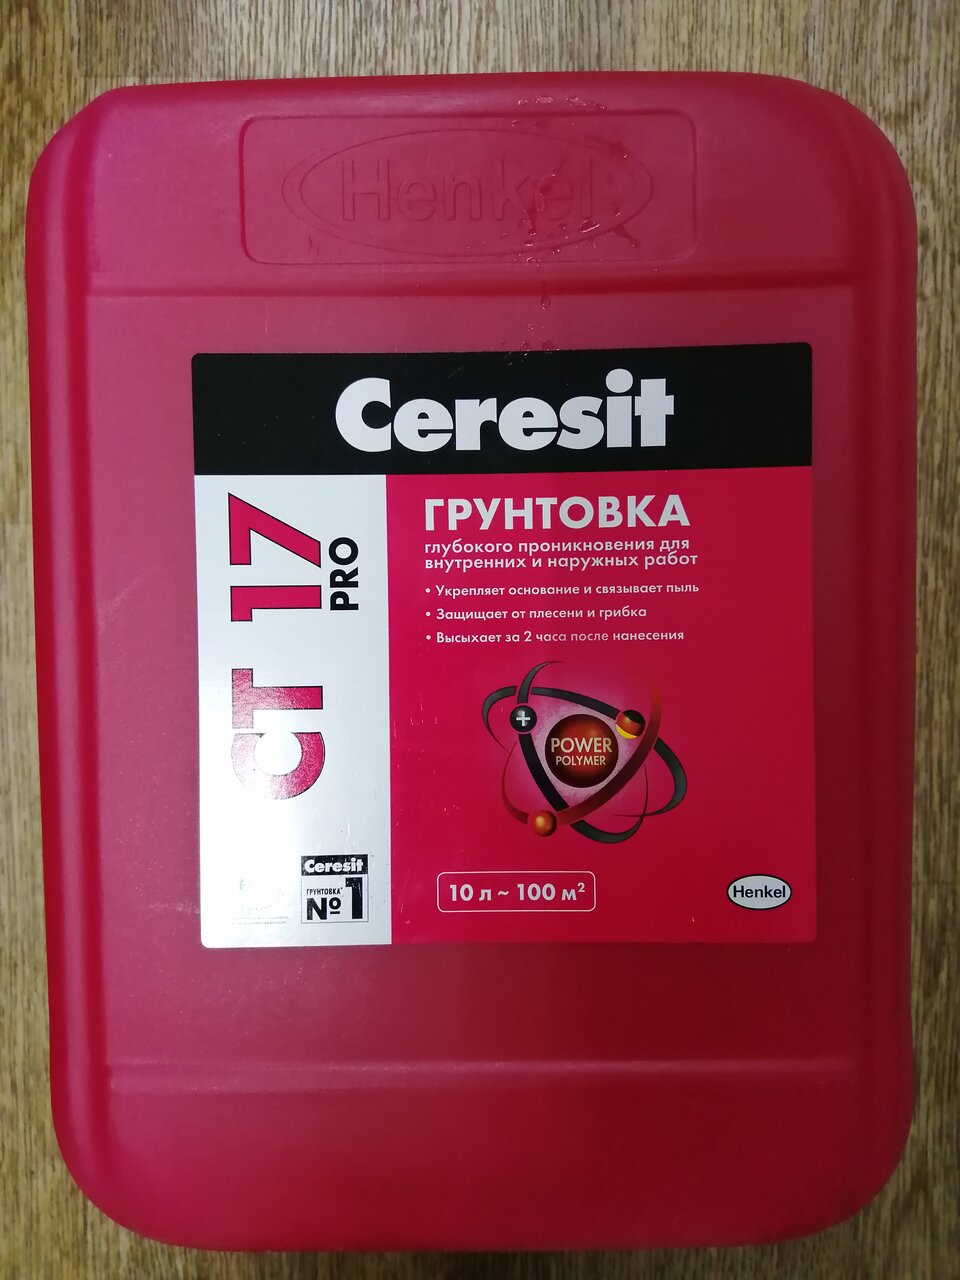 Henkel
Ceresit
CT 17
PRO
ГРУНТОВКА
глубокого проникновения для
внутренних и наружных работ
• Укрепляет основание и связывает пыль
• Защищает от плесени и грибка
• Высыхает за 2 часа после нанесения
+
POWER
POLYMER
Ceresit
ГРУНТОВКА*
№1
10 л ~ 100 м²
Henkel